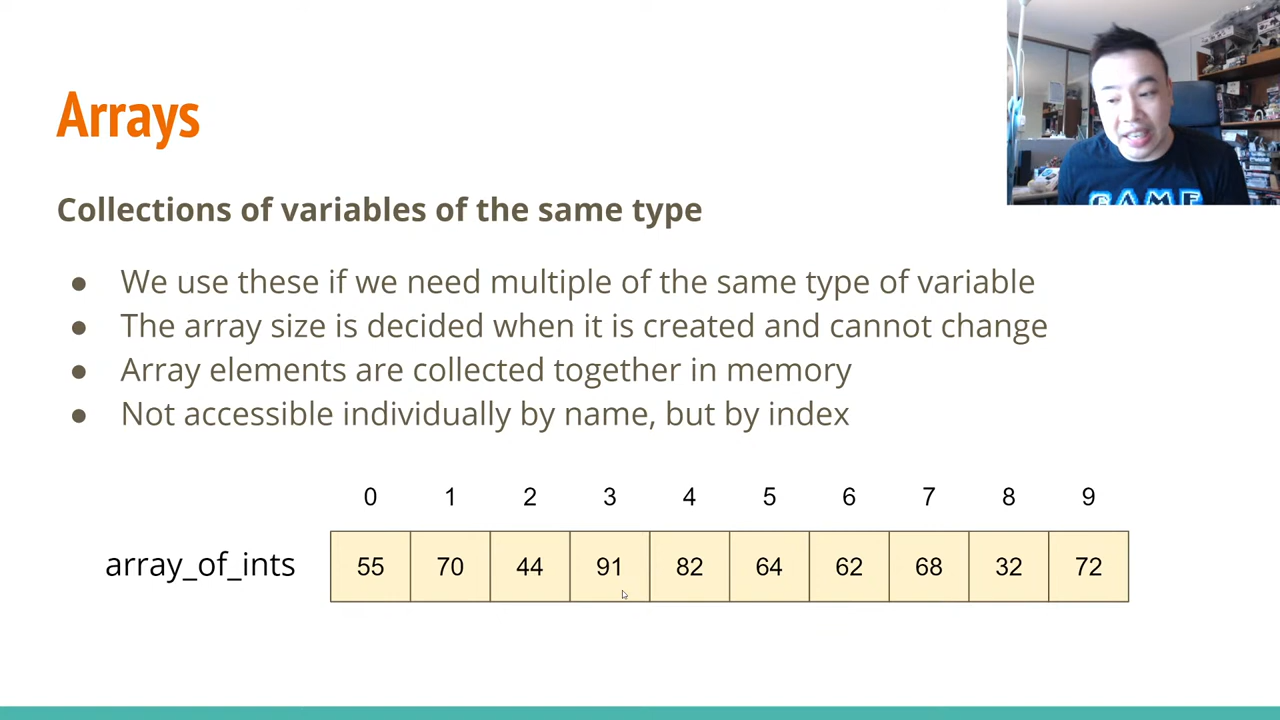 Arrays
GAME
Collections of variables of the same type
● We use these if we need multiple of the same type of variable
● The array size is decided when it is created and cannot change
● Array elements are collected together in memory
● Not accessible individually by name, but by index
0 1 2 3 4 5 6 7 8 9
array_of_ints 55 70 44 91 82 64 62 68 32 72